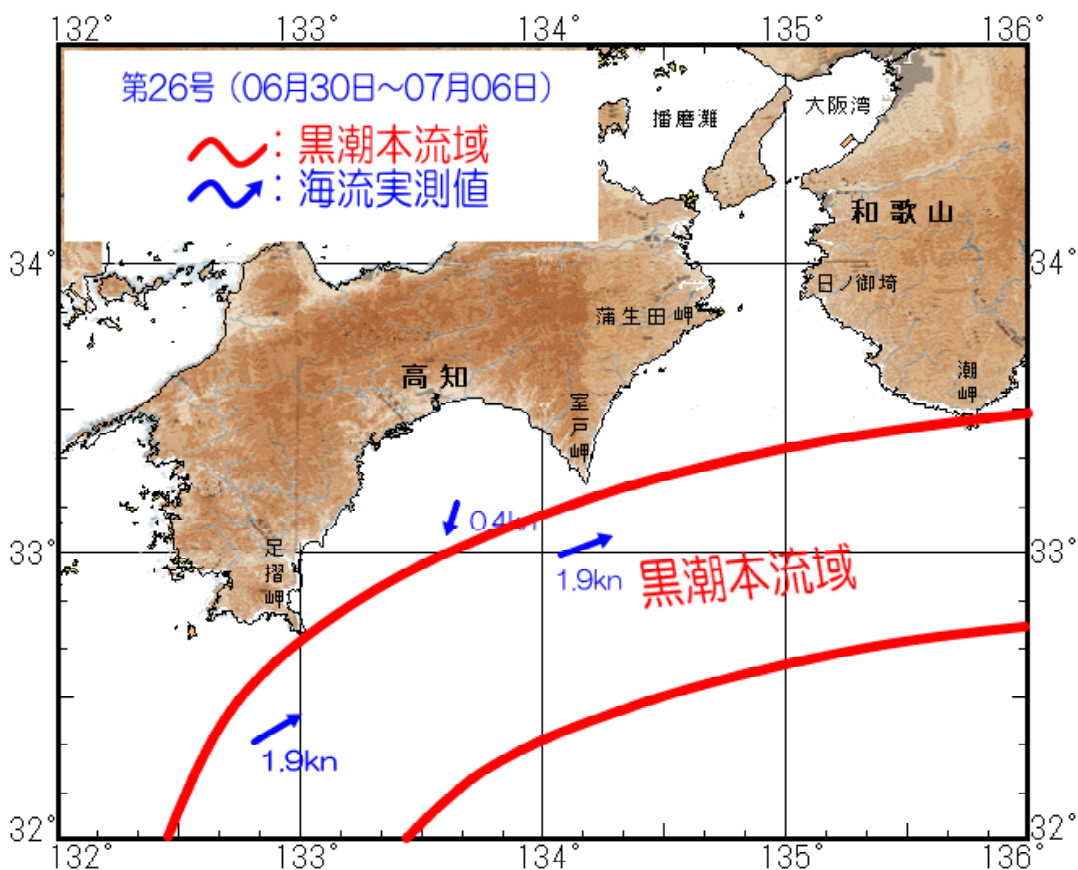 132° 133° 134° 135° 136°
第26号（06月30日～07月06日）
：黒潮本流域
：海流実測値
播磨灘
大阪湾
和歌山
34° 34°
日ノ御埼
蒲生田岬
潮岬
高知
室戸岬
0.4kn
33° 33°
足摺岬
1.9kn
黒潮本流域
1.9kn
32° 32°
132° 133° 134° 135° 136°